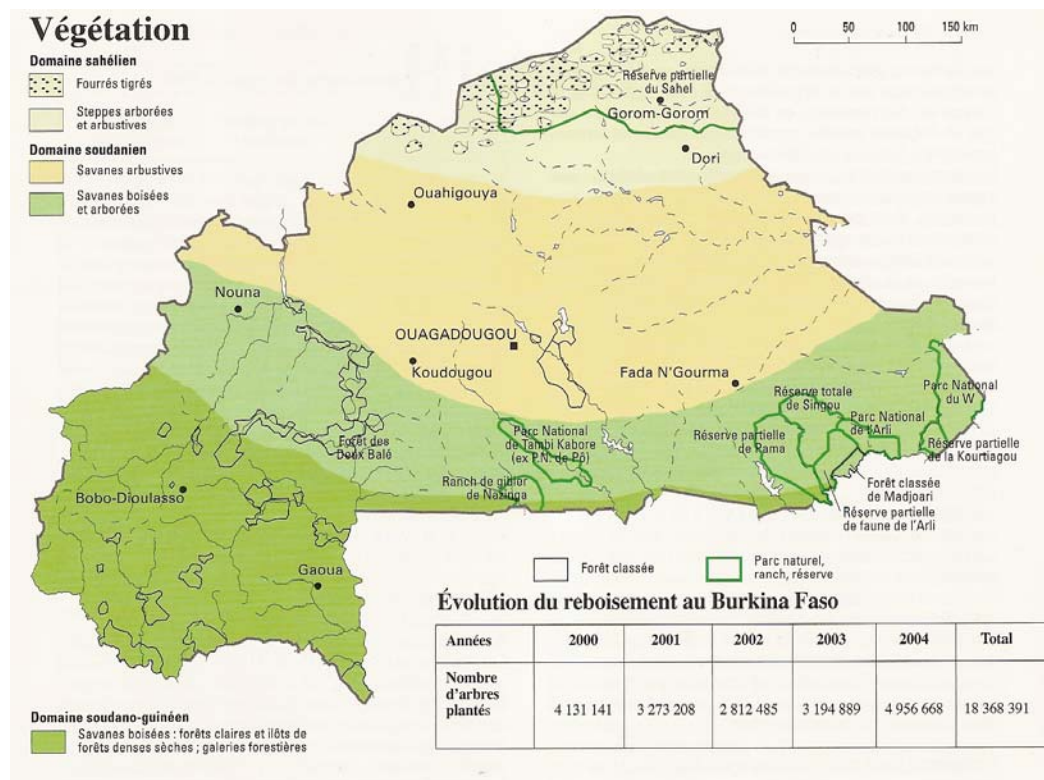 Végétation
Domaine sahélien
Fourrés tigrés
Steppes arborées
et arbustives
Domaine soudanien
Savanes arbustives
Savanes boisées
et arborées
0 50 100 150 km
Réserve partielle
du Sahel
Gorom-Gorom
Dori
Ouahigouya
Nouna
OUAGADOUGOU
Koudougou
Fada N'Gourma
Parc National
du W
Réserve totale
de Singou
Parc National
de l'Arli
Parc National
de Tambi Kabore
(ex P.N. de Pô)
Réserve partielle
de Pama
Réserve partielle
de la Kourtiagou
Forêt des
Deux Balé
Ranch de gibier
de Nazinga
Forêt classée
de Madjoari
Réserve partielle
de faune de l'Arli
Bobo-Dioulasso
Gaoua
Forêt classée
Parc naturel,
ranch, réserve
Évolution du reboisement au Burkina Faso
Années 2000 2001 2002 2003 2004 Total
Nombre
d'arbres
plantés 4 131 141 3 273 208 2 812 485 3 194 889 4 956 668 18 368 391
Domaine soudano-guinéen
Savanes boisées : forêts claires et ilôts de
forêts denses sèches ; galeries forestières